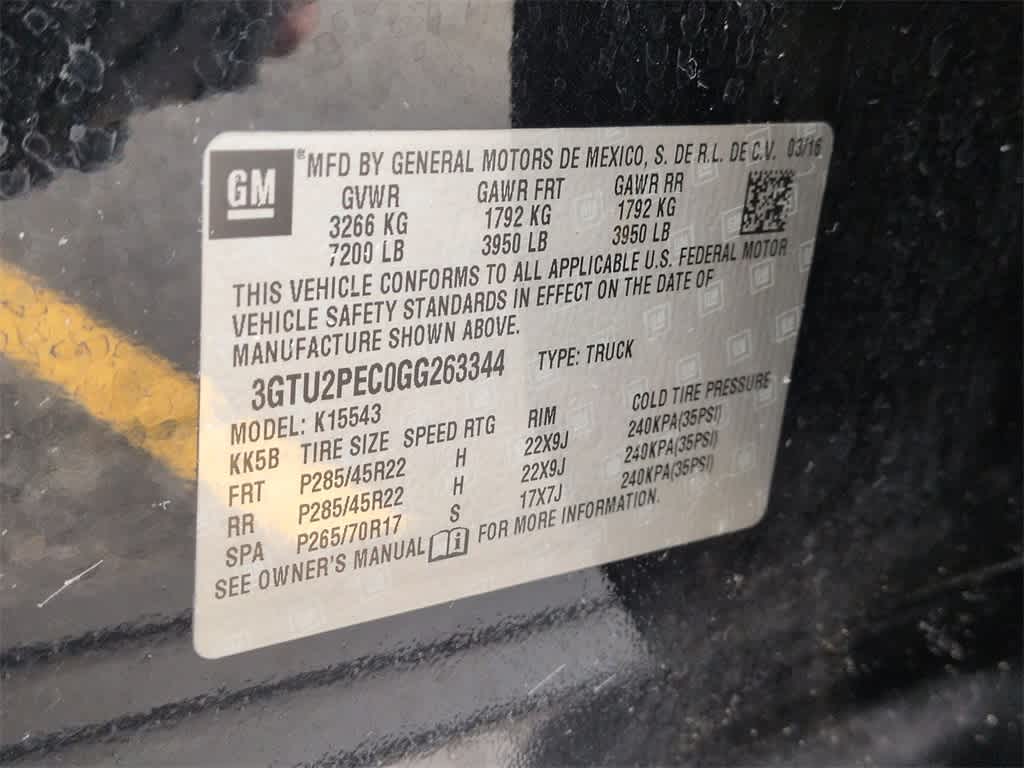 GM ® MFD BY GENERAL MOTORS DE MEXICO, S. DE R.L. DE C.V. 03/16
GVWR GAWR FRT GAWR RR
3266 KG 1792 KG 1792 KG
7200 LB 3950 LB 3950 LB
THIS VEHICLE CONFORMS TO ALL APPLICABLE U.S. FEDERAL MOTOR
VEHICLE SAFETY STANDARDS IN EFFECT ON THE DATE OF
MANUFACTURE SHOWN ABOVE.
3GTU2PEC0GG263344 TYPE: TRUCK
MODEL: K15543
KK5B TIRE SIZE SPEED RTG RIM COLD TIRE PRESSURE
FRT P285/45R22 H 22X9J 240KPA(35PSI)
RR P285/45R22 H 22X9J 240KPA(35PSI)
SPA P265/70R17 S 17X7J 240KPA(35PSI)
SEE OWNER'S MANUAL i FOR MORE INFORMATION.